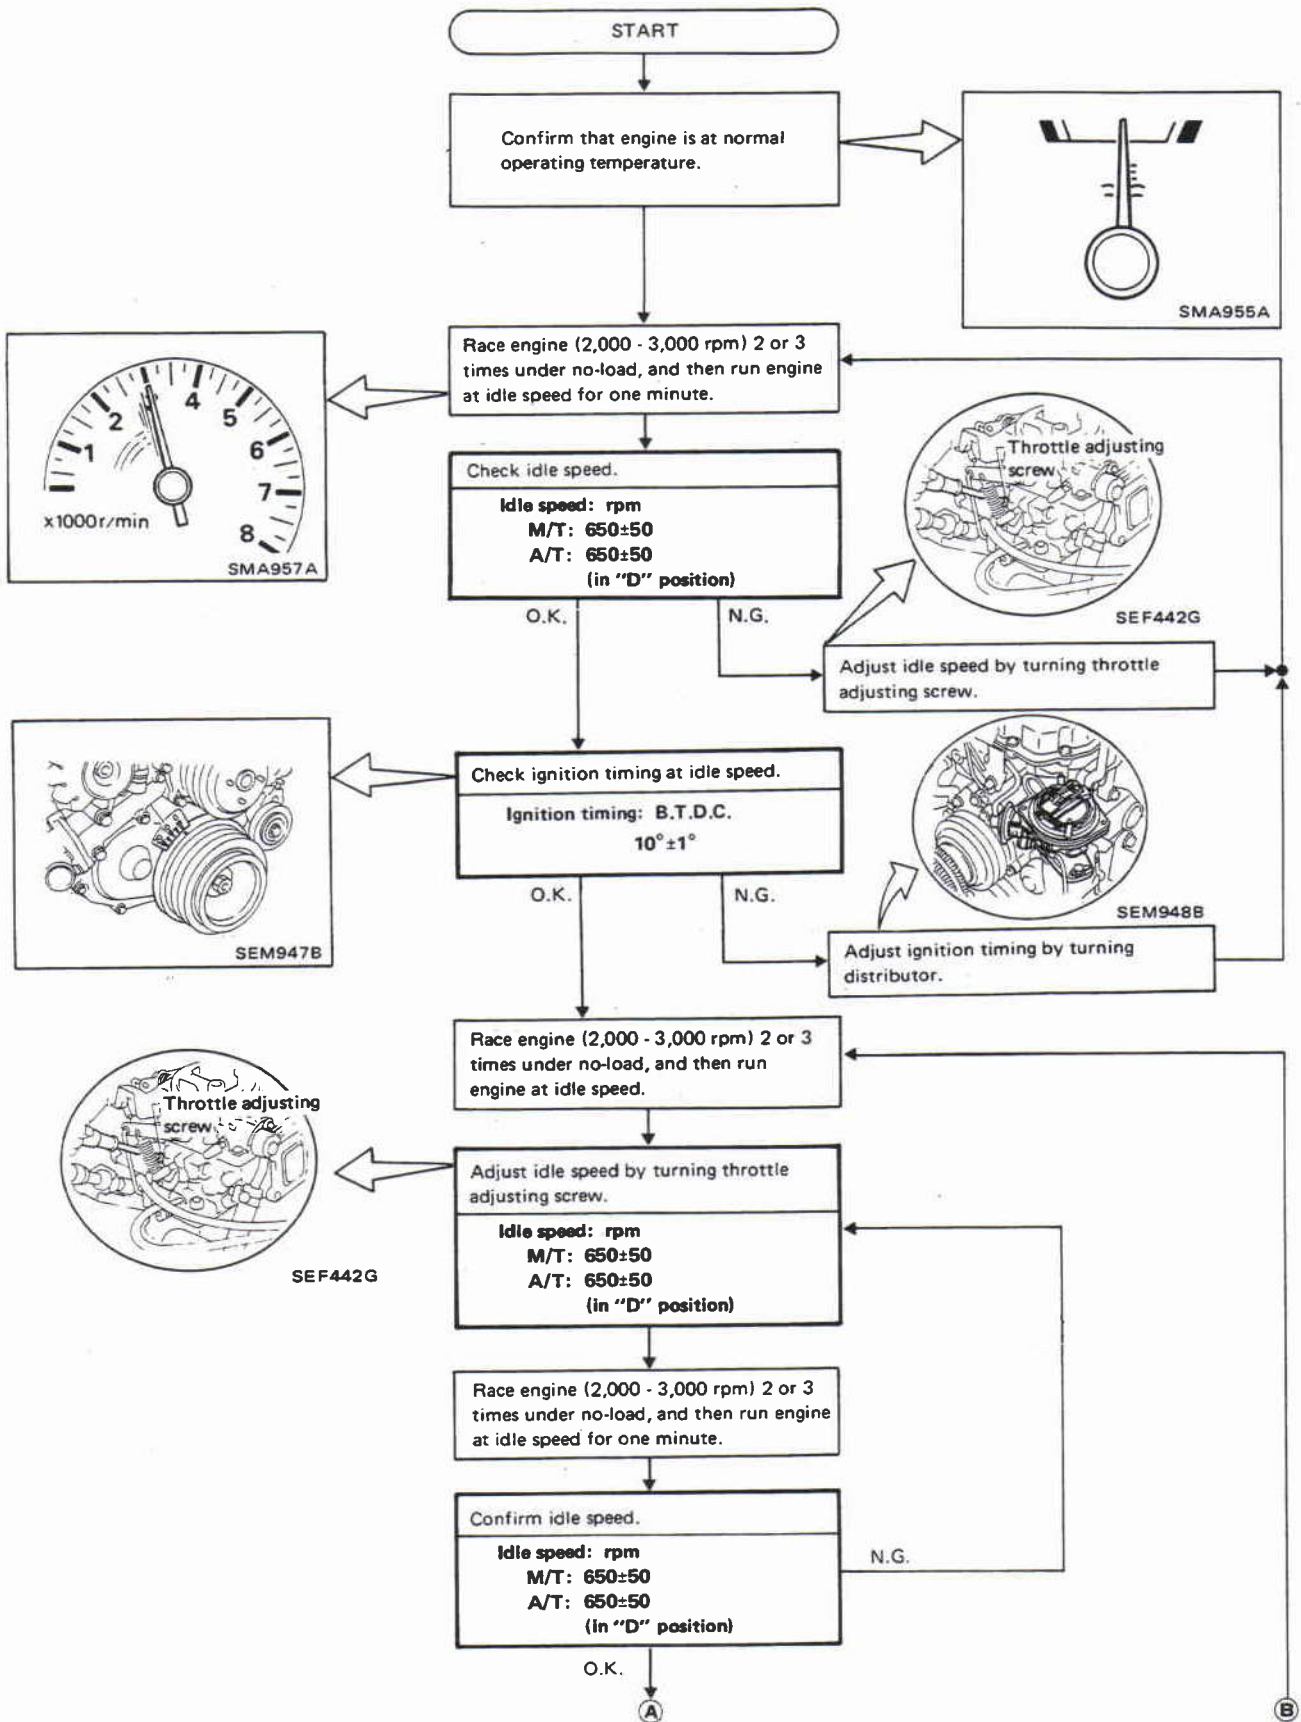 START
Confirm that engine is at normal
operating temperature.
SMA955A
Race engine (2,000 - 3,000 rpm) 2 or 3
times under no-load, and then run engine
at idle speed for one minute.
1
2
4
5
6
7
8
x1000r/min
SMA957A
Check idle speed.
Idle speed: rpm
M/T: 650±50
A/T: 650±50
(in "D" position)
Throttle adjusting
screw
SEF442G
O.K.
N.G.
Adjust idle speed by turning throttle
adjusting screw.
Check ignition timing at idle speed.
Ignition timing: B.T.D.C.
10°±1°
SEM947B
O.K.
N.G.
SEM948B
Adjust ignition timing by turning
distributor.
Race engine (2,000 - 3,000 rpm) 2 or 3
times under no-load, and then run
engine at idle speed.
Throttle adjusting
screw
SEF442G
Adjust idle speed by turning throttle
adjusting screw.
Idle speed: rpm
M/T: 650±50
A/T: 650±50
(in "D" position)
Race engine (2,000 - 3,000 rpm) 2 or 3
times under no-load, and then run engine
at idle speed for one minute.
Confirm idle speed.
Idle speed: rpm
M/T: 650±50
A/T: 650±50
(in "D" position)
N.G.
O.K.
A
B